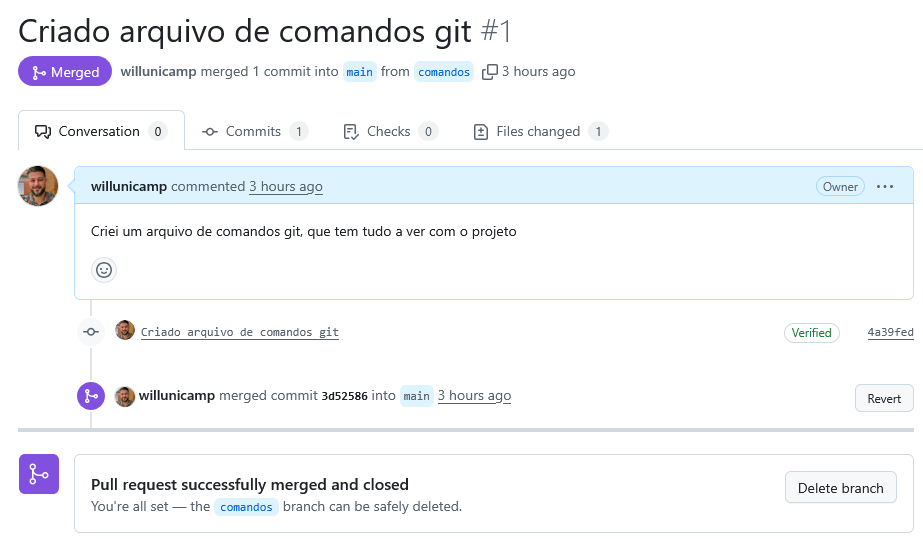 Criado arquivo de comandos git #1
Merged willunicamp merged 1 commit into main from comandos 3 hours ago
Conversation 0 Commits 1 Checks 0 Files changed 1
willunicamp commented 3 hours ago Owner ...
Criei um arquivo de comandos git, que tem tudo a ver com o projeto
Criado arquivo de comandos git Verified 4a39fed
willunicamp merged commit 3d52586 into main 3 hours ago Revert
Pull request successfully merged and closed
You're all set — the comandos branch can be safely deleted.
Delete branch